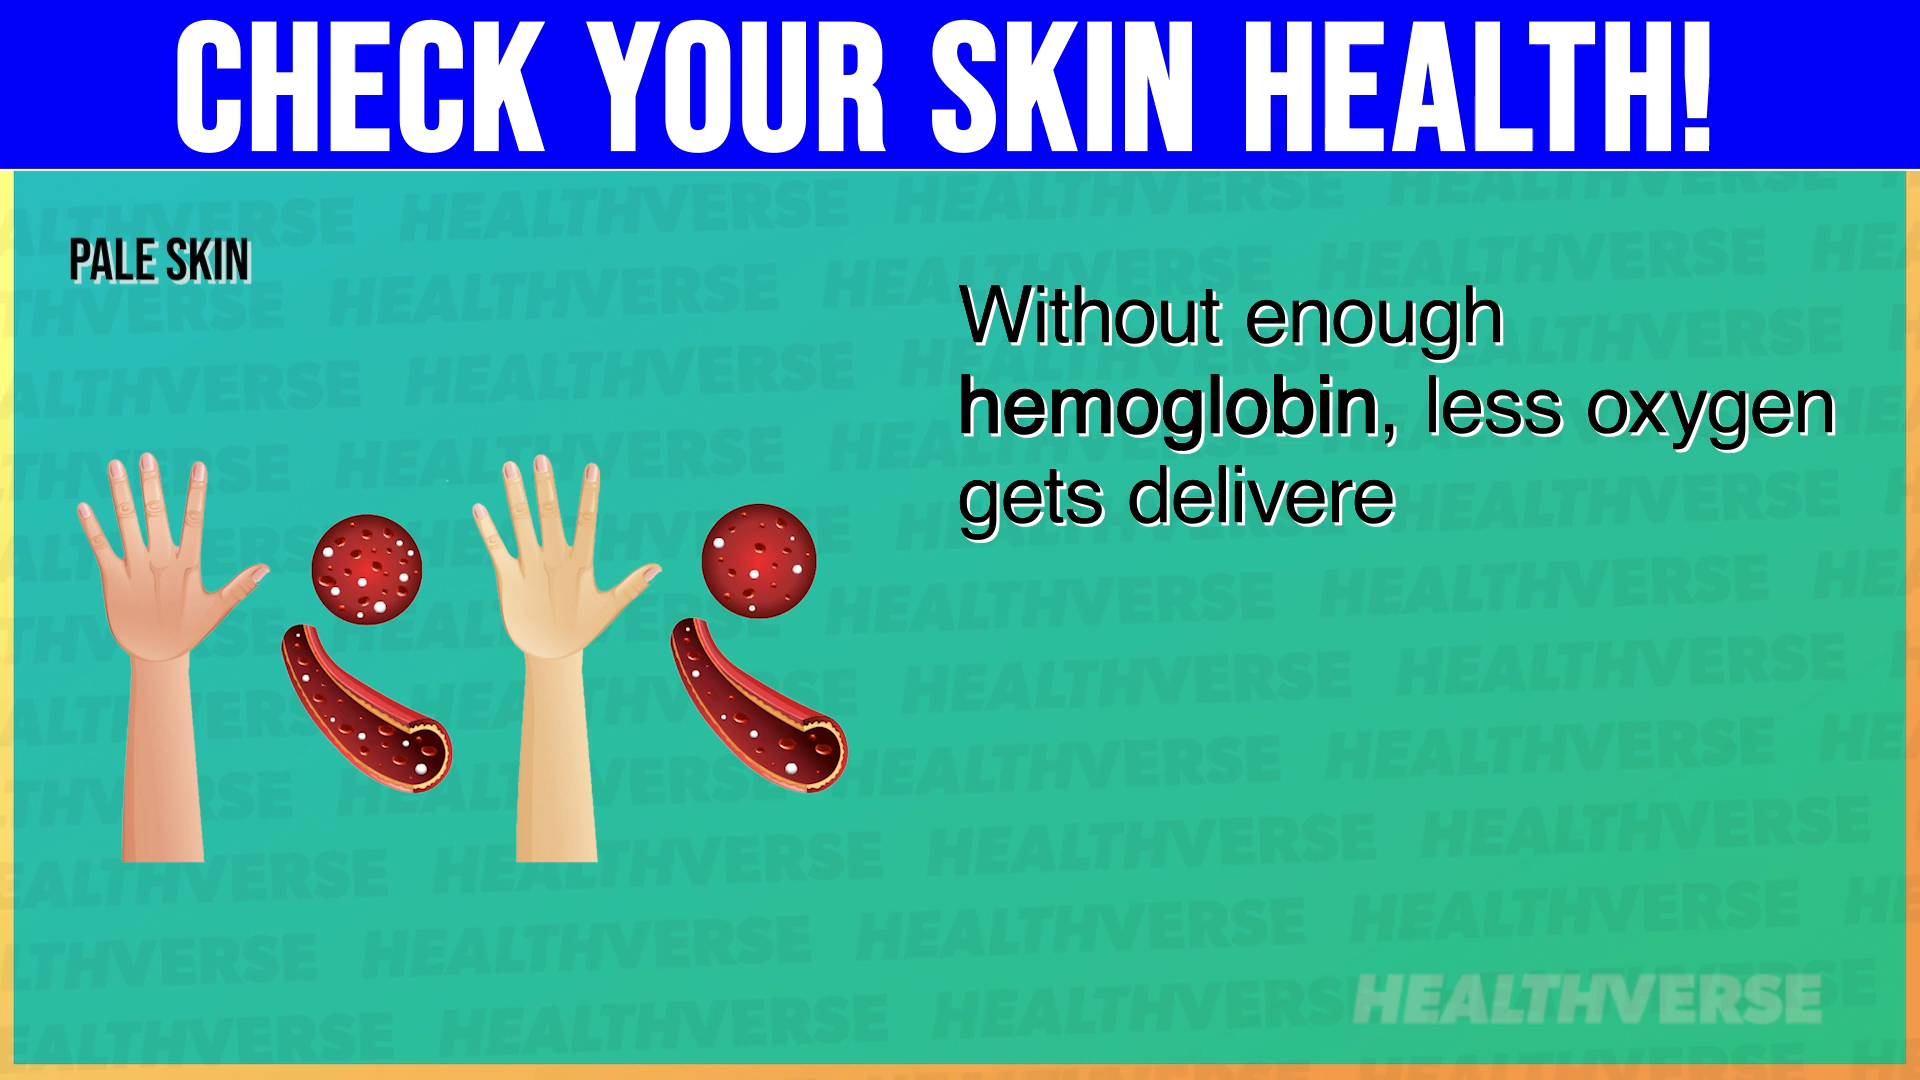 CHECK YOUR SKIN HEALTH!
PALE SKIN
Without enough
hemoglobin, less oxygen
gets delivere
HEALTHVERSE